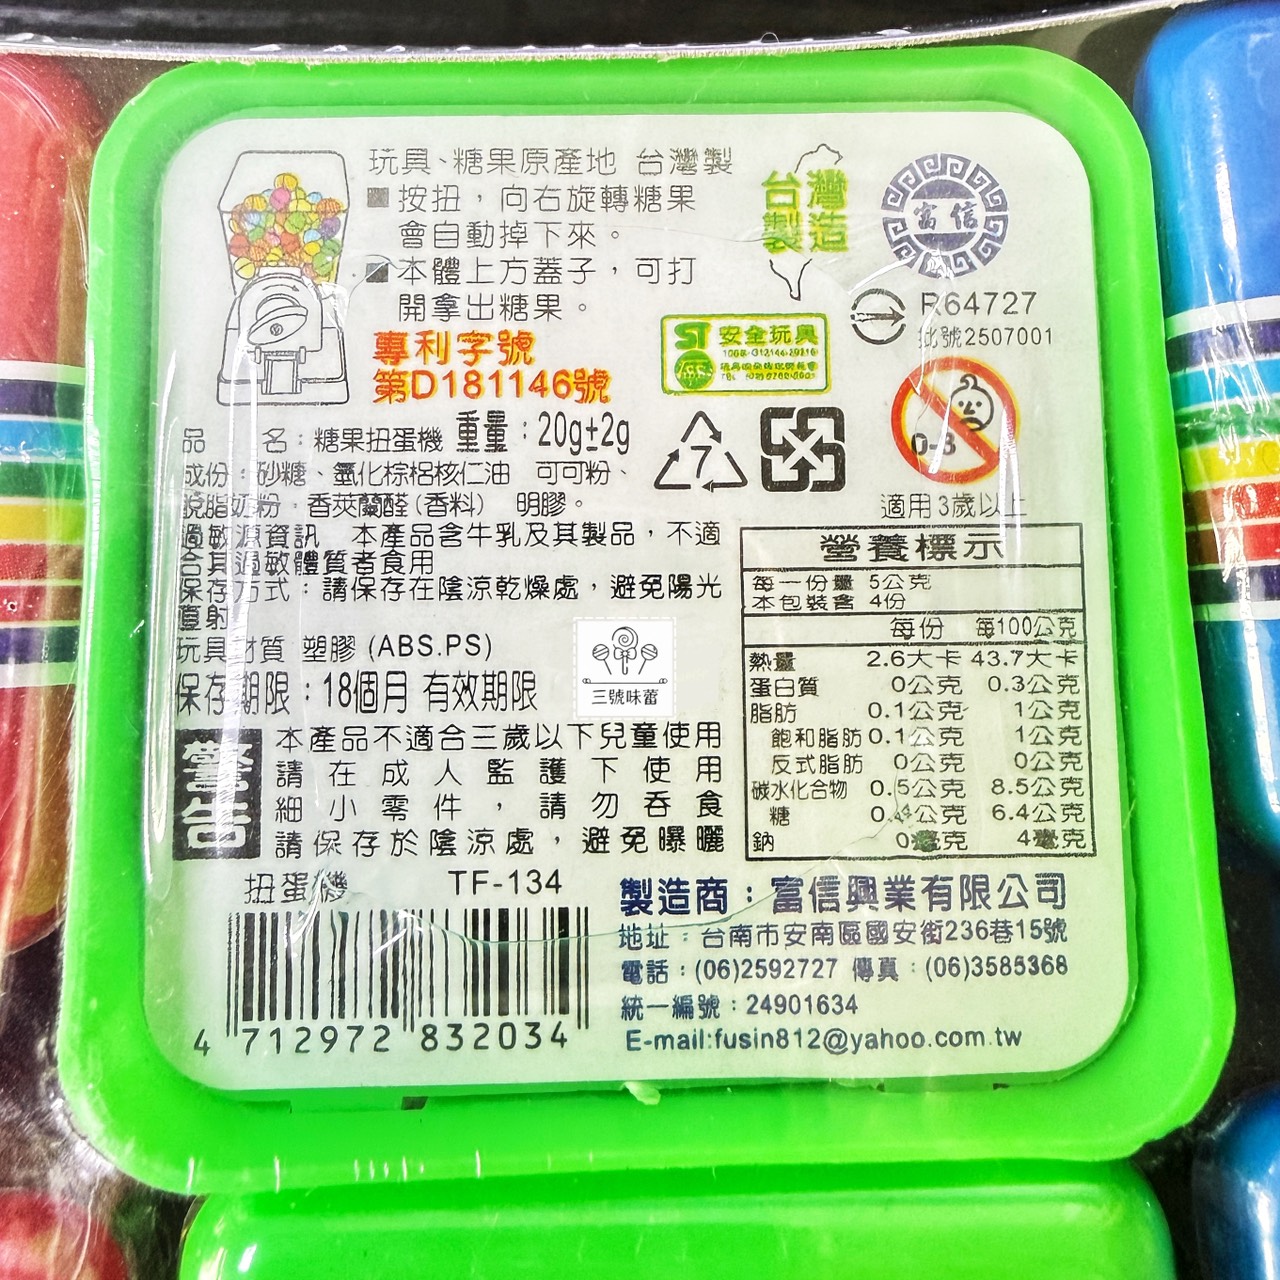 玩具、糖果原產地 台灣製
按扭，向右旋轉糖果
會自動掉下來。
本體上方蓋子，可打
開拿出糖果。
專利字號
第D181146號
台灣
製造
富信
R64727
批號2507001
ST 安全玩具
0-3
適用3歲以上
7
品 名：糖果扭蛋機 重量：20g±2g
成份：砂糖、氫化棕梠核仁油 可可粉、
脫脂奶粉，香莢蘭醛(香料) 明膠。
過敏源資訊 本產品含牛乳及其製品，不適
合其過敏體質者食用
保存方式：請保存在陰涼乾燥處，避免陽光
直射
玩具材質 塑膠(ABS.PS)
保存期限：18個月 有效期限
三號味蕾
營養標示
每一份量 5公克
本包裝含 4份
每份 每100公克
熱量 2.6大卡 43.7大卡
蛋白質 0公克 0.3公克
脂肪 0.1公克 1公克
飽和脂肪 0.1公克 1公克
反式脂肪 0公克 0公克
碳水化合物 0.5公克 8.5公克
糖 0.4公克 6.4公克
鈉 0毫克 4毫克
警告
本產品不適合三歲以下兒童使用
請在成人監護下使用
細小零件，請勿吞食
請保存於陰涼處，避免曝曬
扭蛋機 TF-134
4 712972 832034
製造商：富信興業有限公司
地址：台南市安南區國安街236巷15號
電話：(06)2592727 傳真：(06)3585368
統一編號：24901634
E-mail:fusin812@yahoo.com.tw